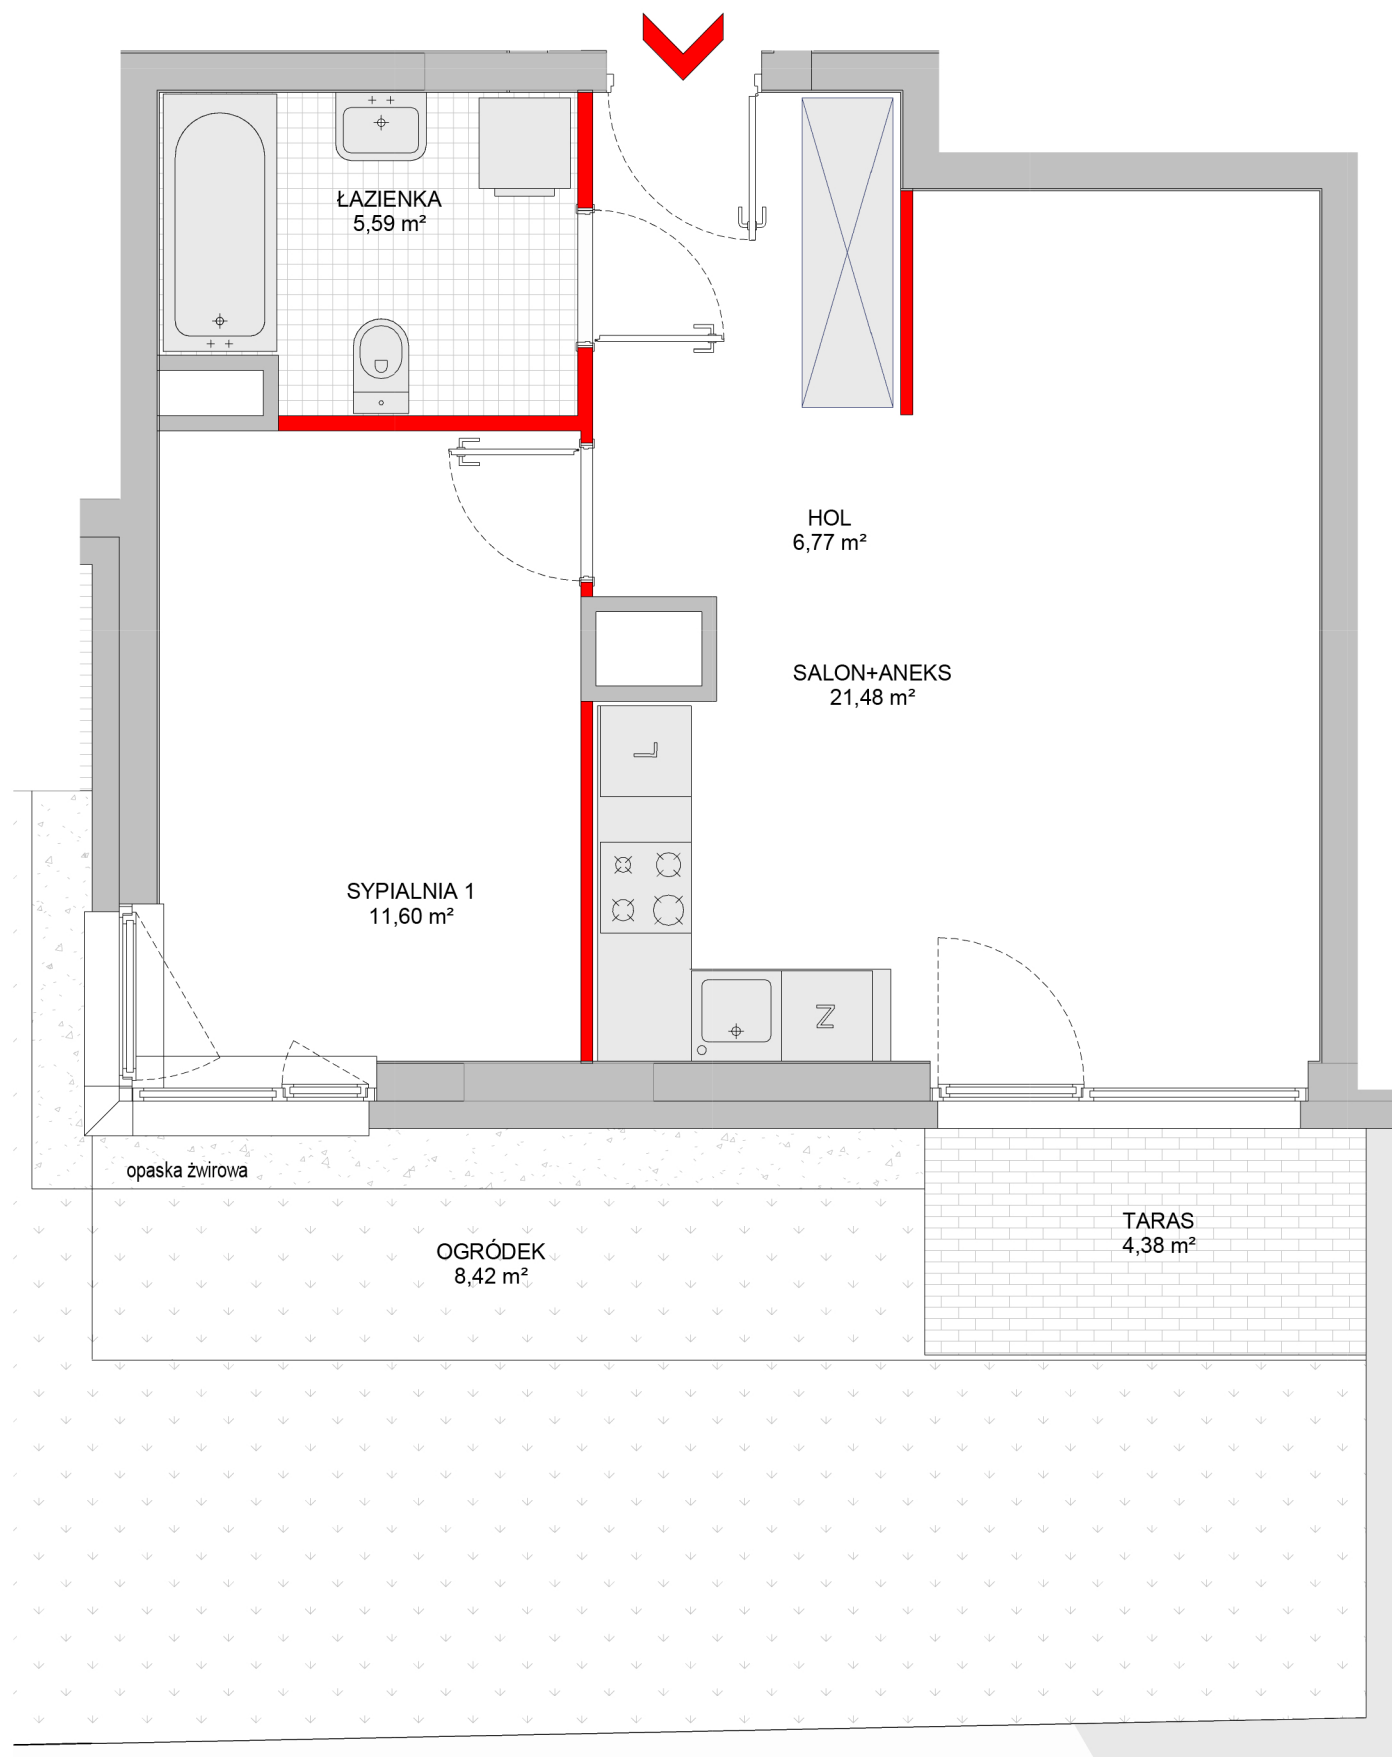 ŁAZIENKA
5,59 m²
HOL
6,77 m²
SALON+ANEKS
21,48 m²
L
SYPIALNIA 1
11,60 m²
Z
opaska żwirowa
TARAS
4,38 m²
OGRÓDEK
8,42 m²